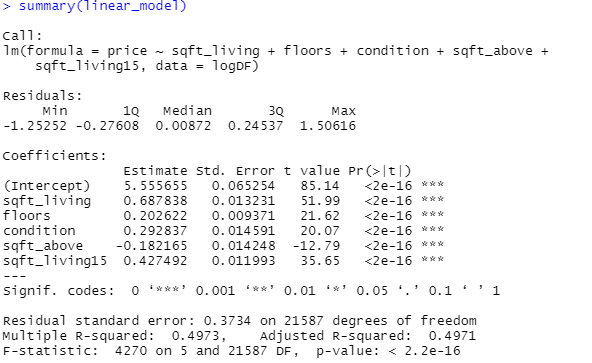 > summary(linear_model)
Call:
lm(formula = price ~ sqft_living + floors + condition + sqft_above +
    sqft_living15, data = logDF)
Residuals:
     Min       1Q   Median       3Q      Max
-1.25252 -0.27608  0.00872  0.24537  1.50616
Coefficients:
               Estimate Std. Error t value Pr(>|t|)
(Intercept)    5.555655   0.065254   85.14   <2e-16 ***
sqft_living    0.687838   0.013231   51.99   <2e-16 ***
floors         0.202622   0.009371   21.62   <2e-16 ***
condition      0.292837   0.014591   20.07   <2e-16 ***
sqft_above    -0.182165   0.014248  -12.79   <2e-16 ***
sqft_living15  0.427492   0.011993   35.65   <2e-16 ***
---
Signif. codes:  0 ‘***’ 0.001 ‘**’ 0.01 ‘*’ 0.05 ‘.’ 0.1 ‘ ’ 1
Residual standard error: 0.3734 on 21587 degrees of freedom
Multiple R-squared:  0.4973,	Adjusted R-squared:  0.4971
F-statistic:  4270 on 5 and 21587 DF,  p-value: < 2.2e-16